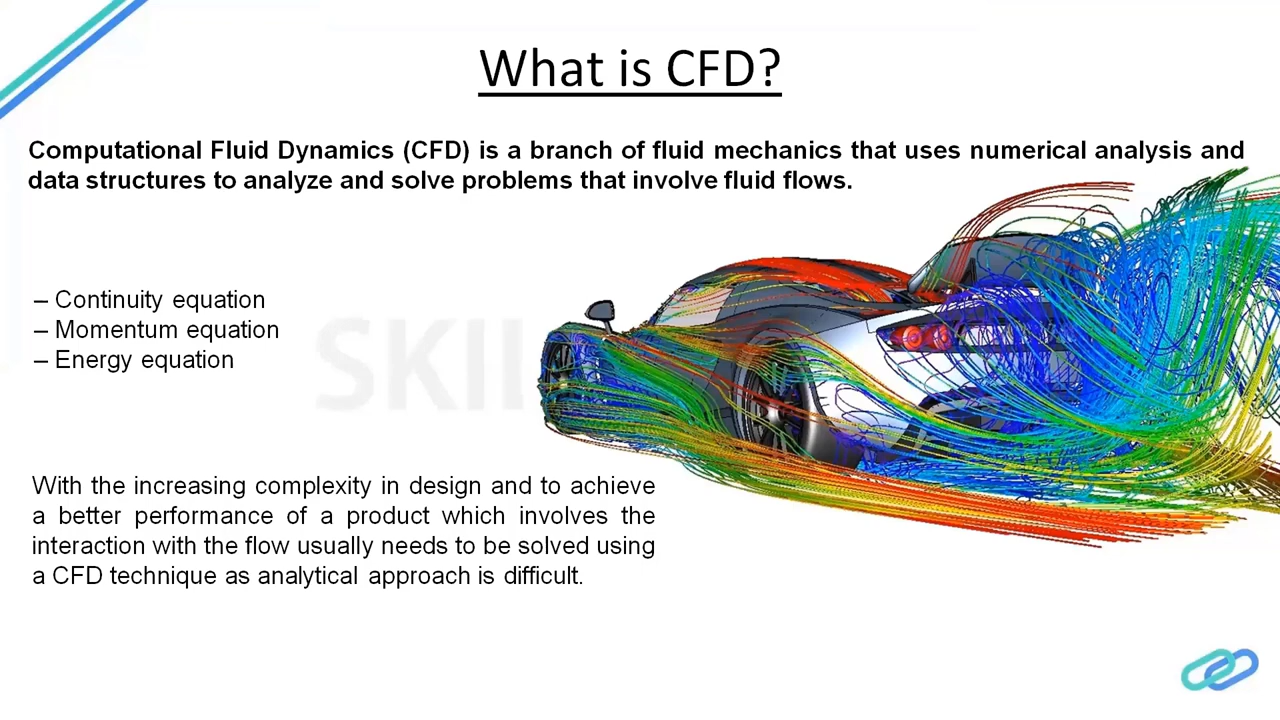 What is CFD?
Computational Fluid Dynamics (CFD) is a branch of fluid mechanics that uses numerical analysis and
data structures to analyze and solve problems that involve fluid flows.
– Continuity equation
– Momentum equation
– Energy equation
SKIL
With the increasing complexity in design and to achieve
a better performance of a product which involves the
interaction with the flow usually needs to be solved using
a CFD technique as analytical approach is difficult.